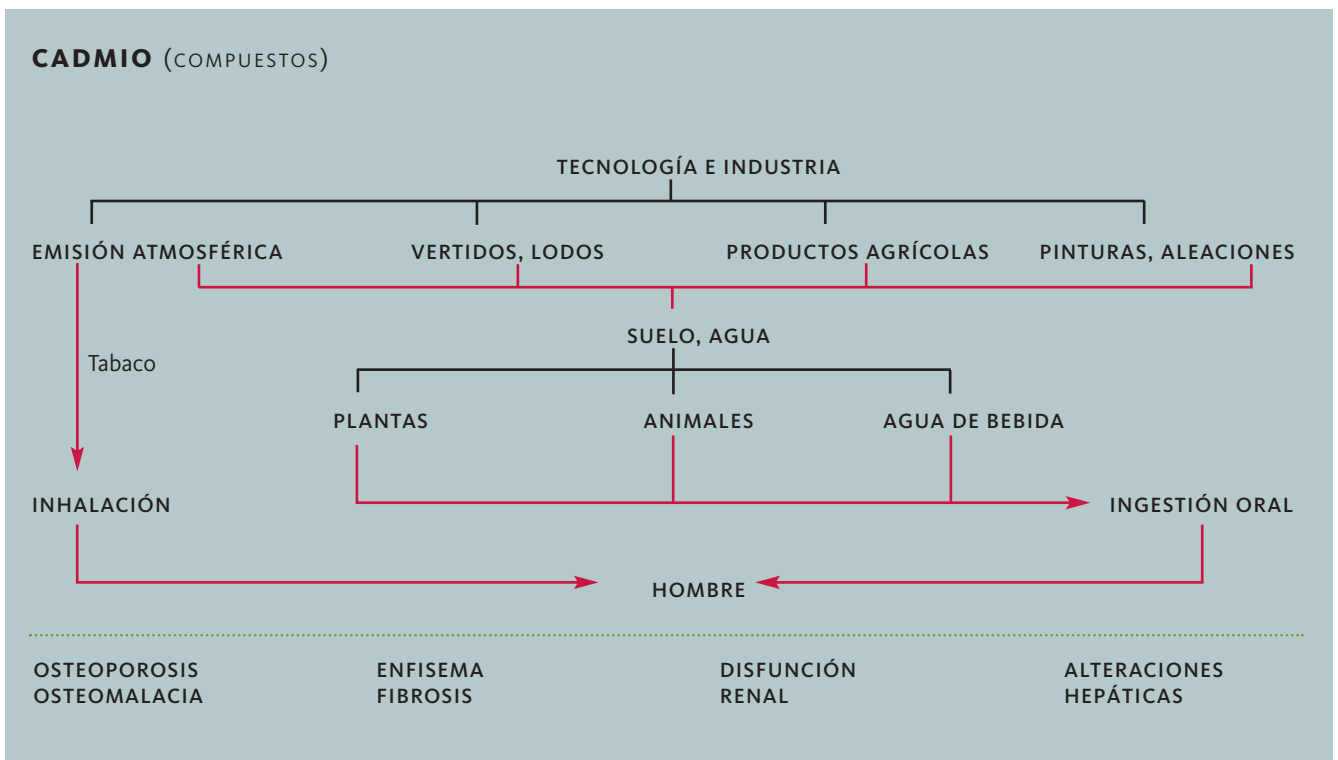 CADMIO (COMPUESTOS)
TECNOLOGÍA E INDUSTRIA
EMISIÓN ATMOSFÉRICA
VERTIDOS, LODOS
PRODUCTOS AGRÍCOLAS
PINTURAS, ALEACIONES
SUELO, AGUA
Tabaco
PLANTAS
ANIMALES
AGUA DE BEBIDA
INHALACIÓN
INGESTIÓN ORAL
HOMBRE
OSTEOPOROSIS
OSTEOMALACIA
ENFISEMA
FIBROSIS
DISFUNCIÓN
RENAL
ALTERACIONES
HEPÁTICAS